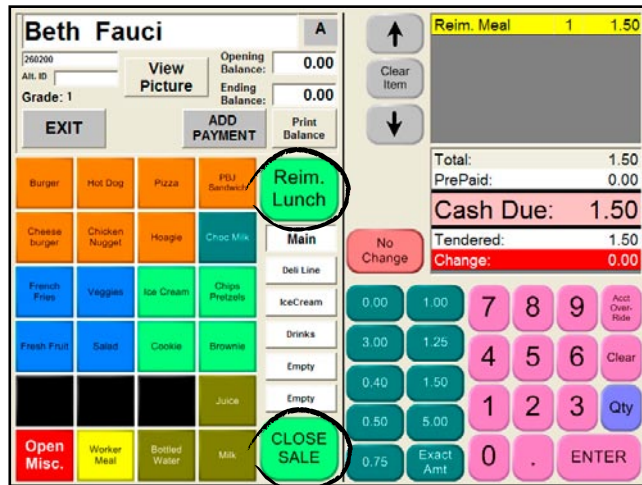 Beth Fauci
A
260200
Alt. ID
Grade: 1
View
Picture
Opening
Balance:
0.00
Ending
Balance:
0.00
EXIT
ADD
PAYMENT
Print
Balance
Burger
Hot Dog
Pizza
PBJ
Sandwich
Reim.
Lunch
Cheese
burger
Chicken
Nugget
Hoagie
Choc Milk
Main
Deli Line
French
Fries
Veggies
Ice Cream
Chips
Pretzels
IceCream
Drinks
Fresh Fruit
Salad
Cookie
Brownie
Empty
Empty
Juice
Open
Misc.
Worker
Meal
Bottled
Water
Milk
CLOSE
SALE
Clear
Item
Reim. Meal 1 1.50
Total: 1.50
PrePaid: 0.00
Cash Due: 1.50
Tendered: 1.50
Change: 0.00
No
Change
0.00
1.00
7
8
9
Acct
Over-
Ride
3.00
1.25
4
5
6
Clear
0.40
1.50
1
2
3
Qty
0.50
5.00
0.75
Exact
Amt
0
.
ENTER